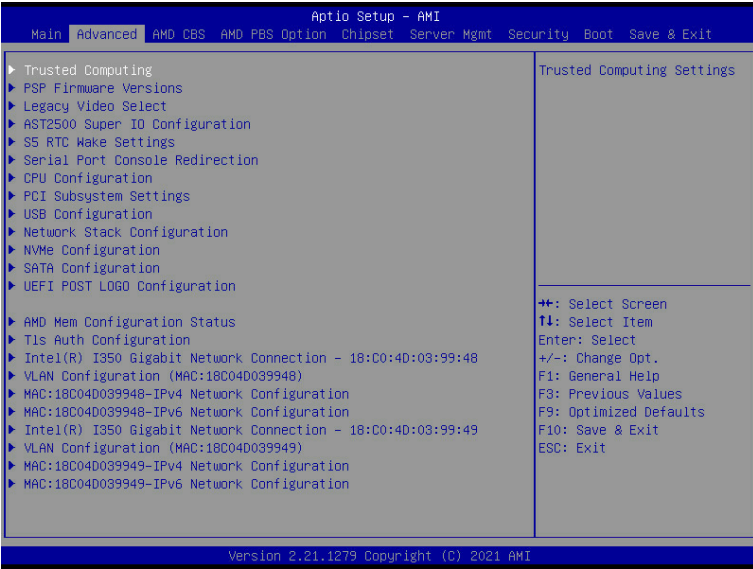 Aptio Setup – AMI
Main Advanced AMD CBS AMD PBS Option Chipset Server Mgmt Security Boot Save & Exit
Trusted Computing
PSP Firmware Versions
Legacy Video Select
AST2500 Super IO Configuration
S5 RTC Wake Settings
Serial Port Console Redirection
CPU Configuration
PCI Subsystem Settings
USB Configuration
Network Stack Configuration
NVMe Configuration
SATA Configuration
UEFI POST LOGO Configuration
AMD Mem Configuration Status
Tls Auth Configuration
Intel(R) I350 Gigabit Network Connection – 18:C0:4D:03:99:48
VLAN Configuration (MAC:18C04D039948)
MAC:18C04D039948–IPv4 Network Configuration
MAC:18C04D039948–IPv6 Network Configuration
Intel(R) I350 Gigabit Network Connection – 18:C0:4D:03:99:49
VLAN Configuration (MAC:18C04D039949)
MAC:18C04D039949–IPv4 Network Configuration
MAC:18C04D039949–IPv6 Network Configuration
Trusted Computing Settings
→←: Select Screen
↑↓: Select Item
Enter: Select
+/–: Change Opt.
F1: General Help
F3: Previous Values
F9: Optimized Defaults
F10: Save & Exit
ESC: Exit
Version 2.21.1279 Copyright (C) 2021 AMI